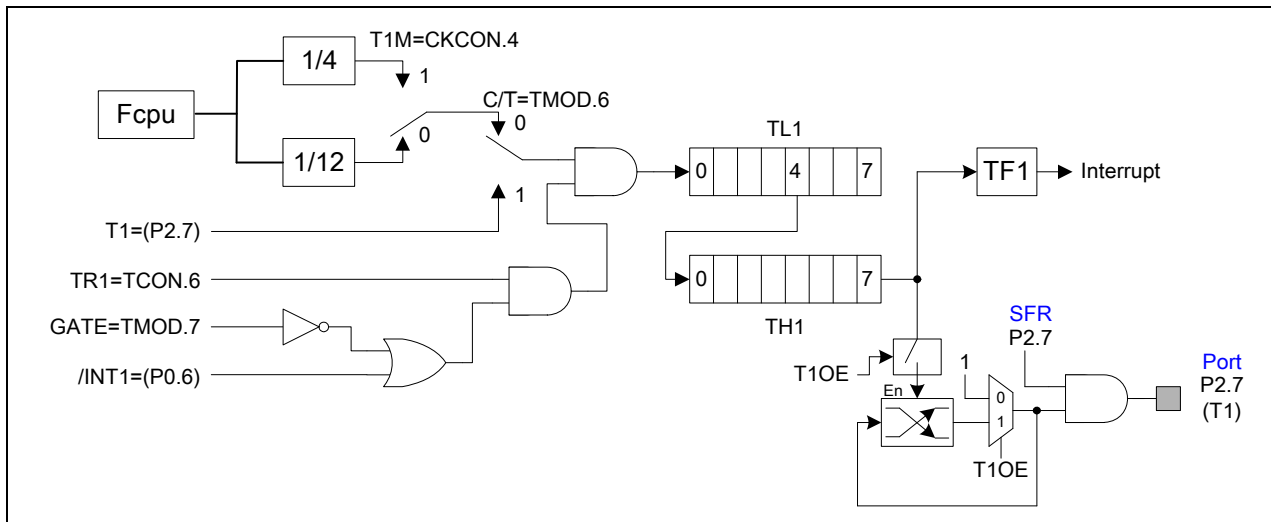 T1M=CKCON.4
1/4
1
Fcpu
C/T=TMOD.6
0
0
1/12
TL1
0 4 7
TF1
Interrupt
1
T1=(P2.7)
TR1=TCON.6
0 7
TH1
GATE=TMOD.7
/INT1=(P0.6)
SFR
P2.7
Port
P2.7
(T1)
T1OE
1
En
0
1
T1OE